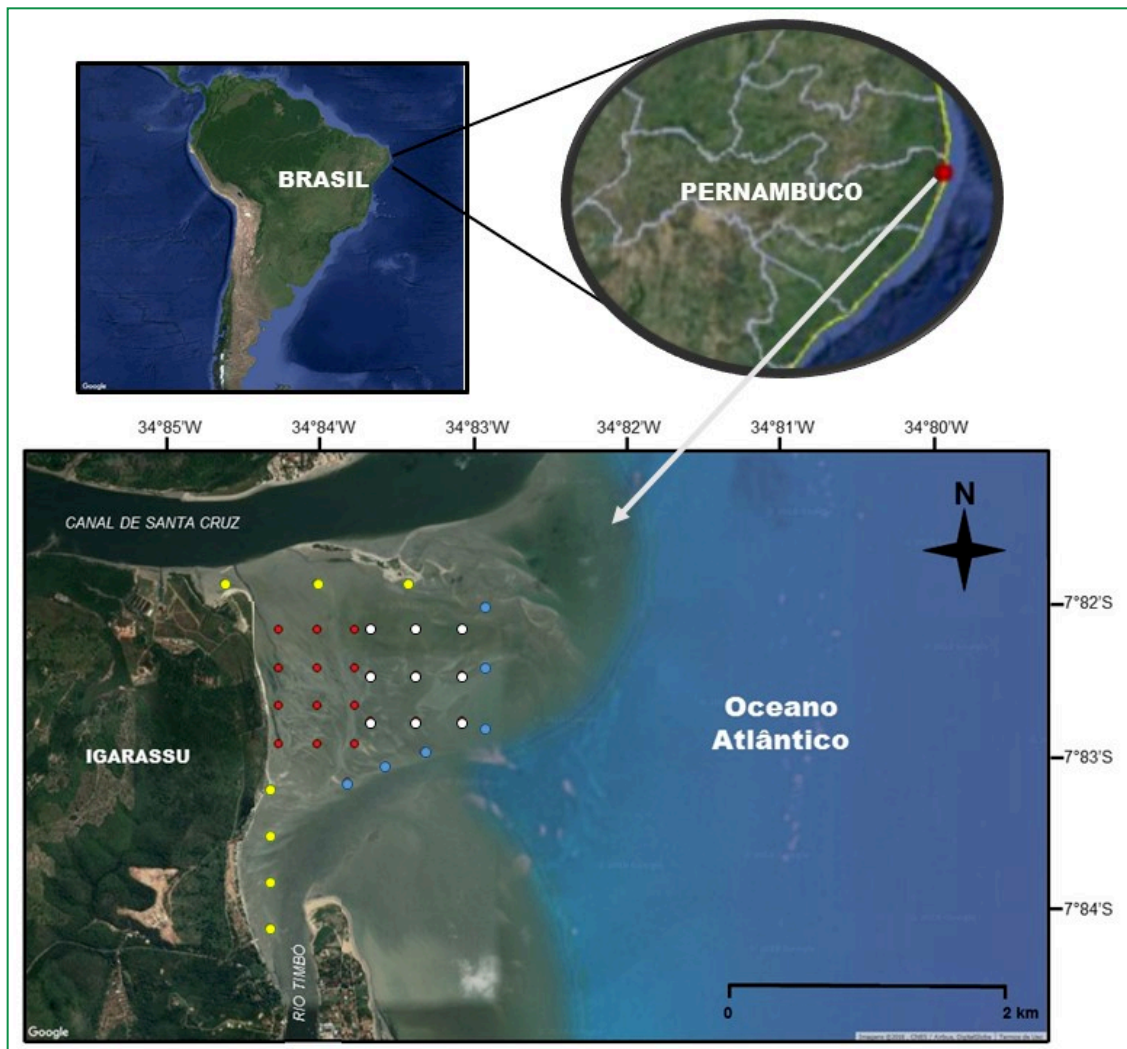 BRASIL
PERNAMBUCO
Google
34°85'W
34°84'W
34°83'W
34°82'W
34°81'W
34°80'W
CANAL DE SANTA CRUZ
N
7°82'S
Oceano
Atlântico
IGARASSU
7°83'S
7°84'S
RIO TIMBÓ
0
2 km
Google